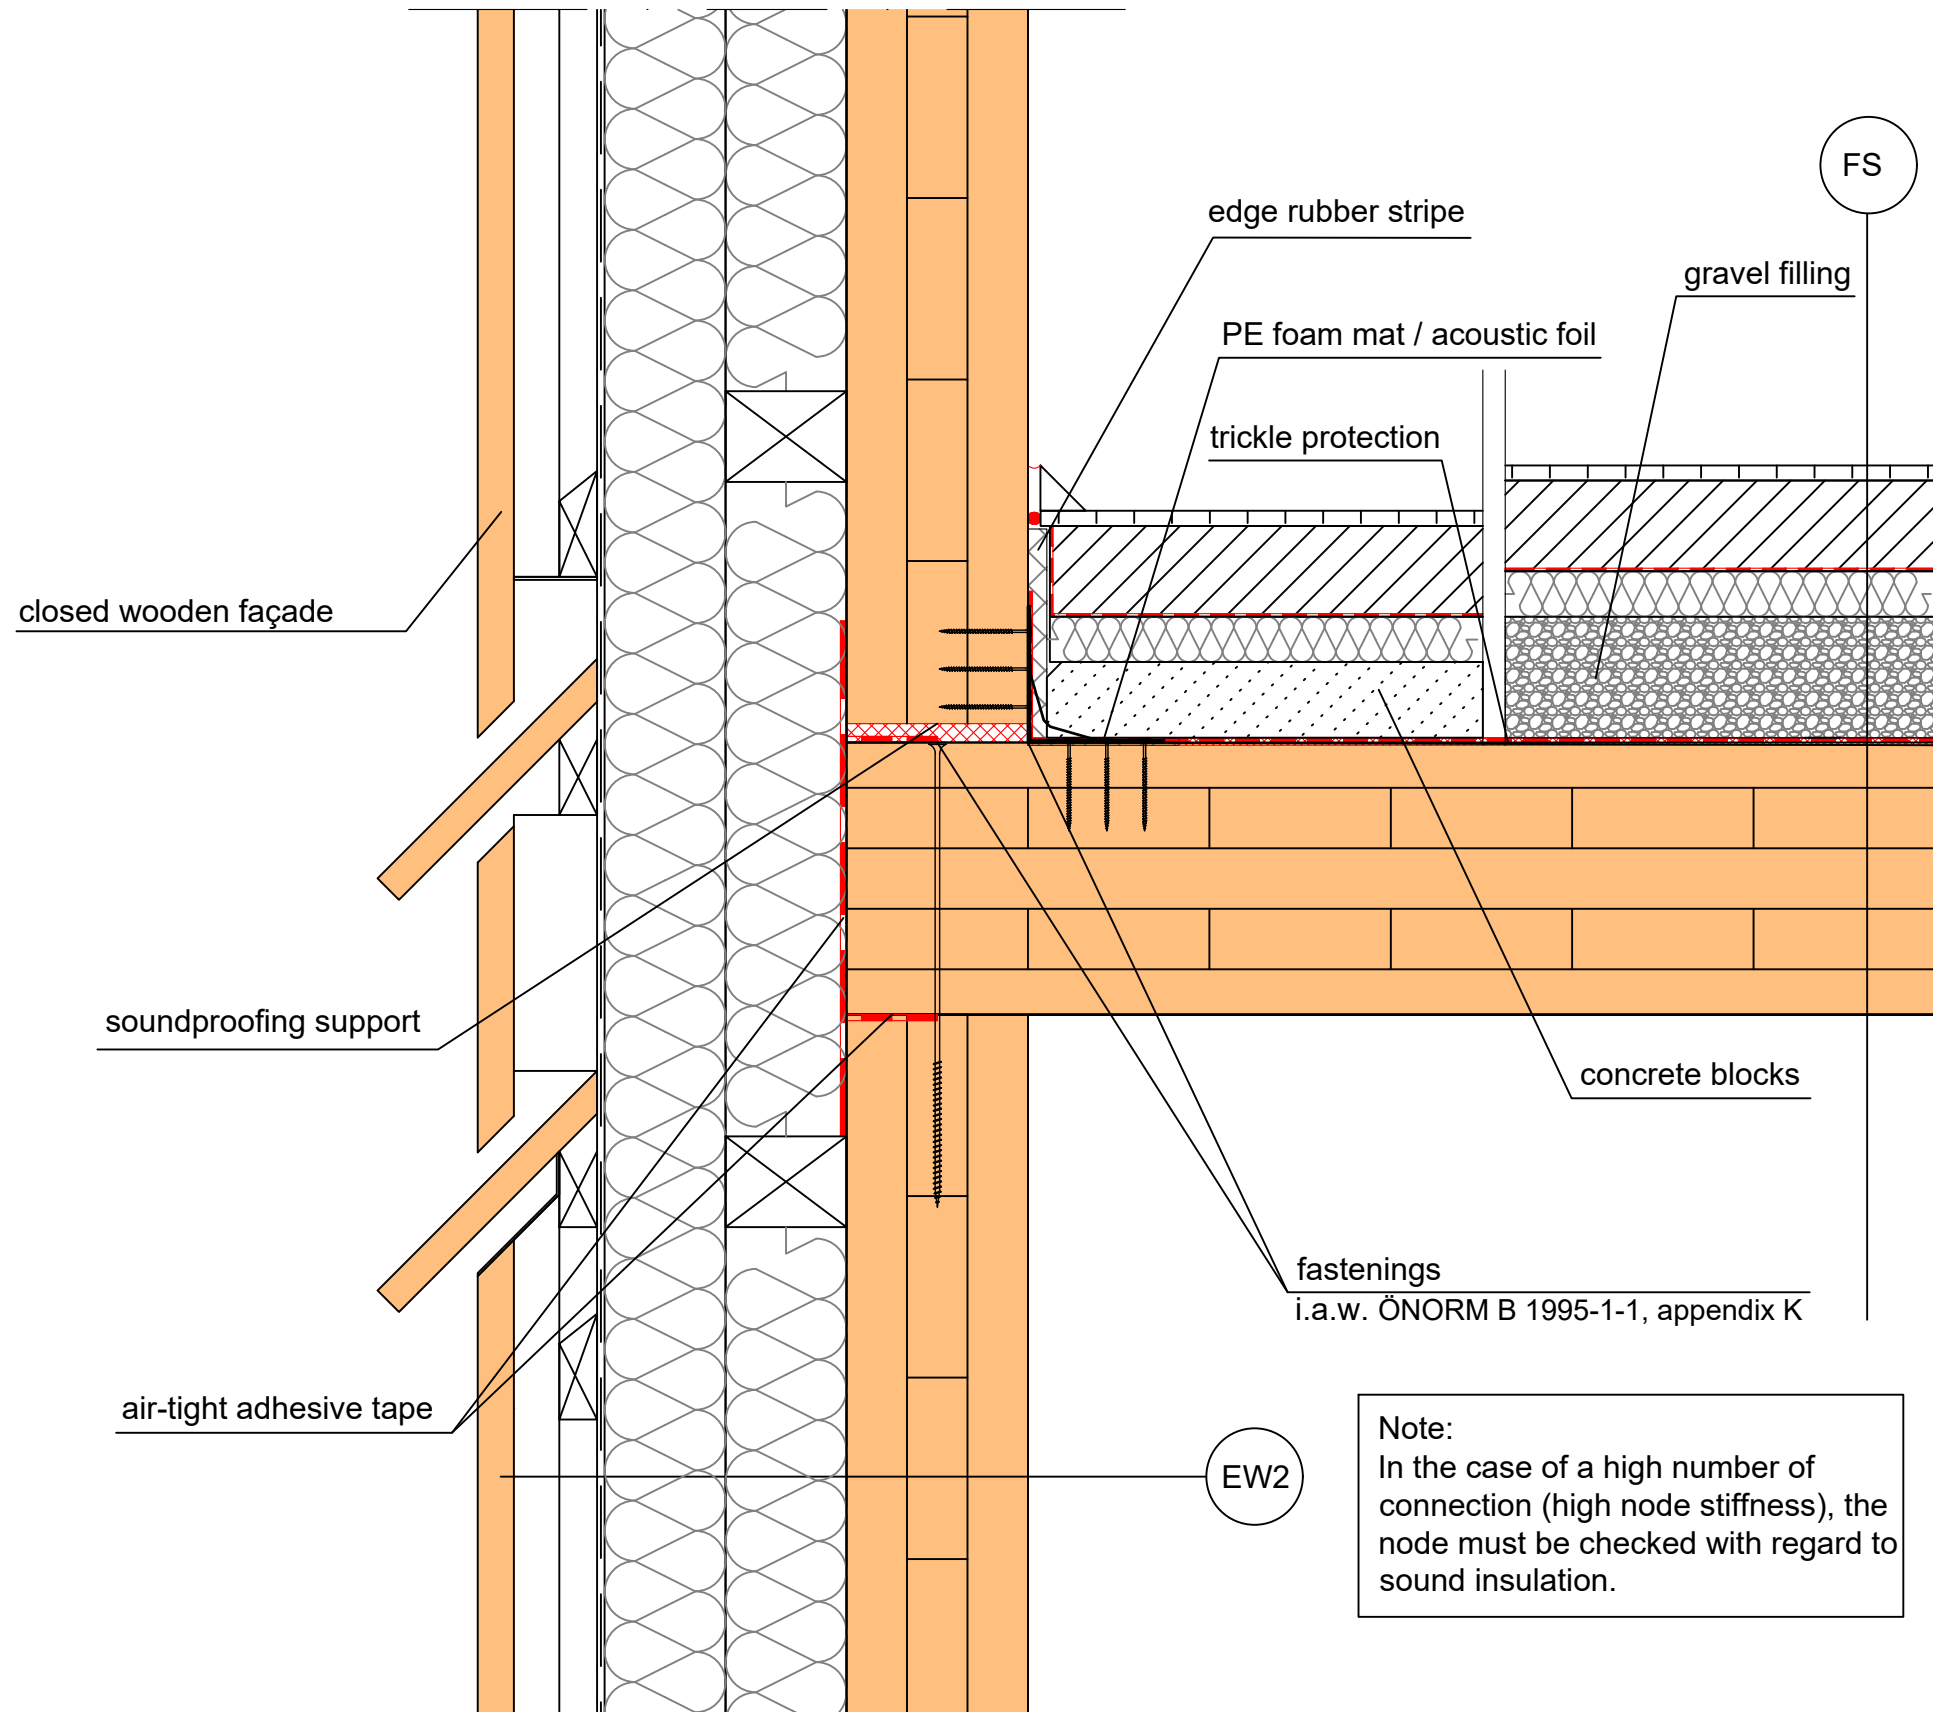 FS
edge rubber stripe
gravel filling
PE foam mat / acoustic foil
trickle protection
closed wooden façade
soundproofing support
concrete blocks
fastenings
i.a.w. ÖNORM B 1995-1-1, appendix K
air-tight adhesive tape
EW2
Note:
In the case of a high number of
connection (high node stiffness), the
node must be checked with regard to
sound insulation.